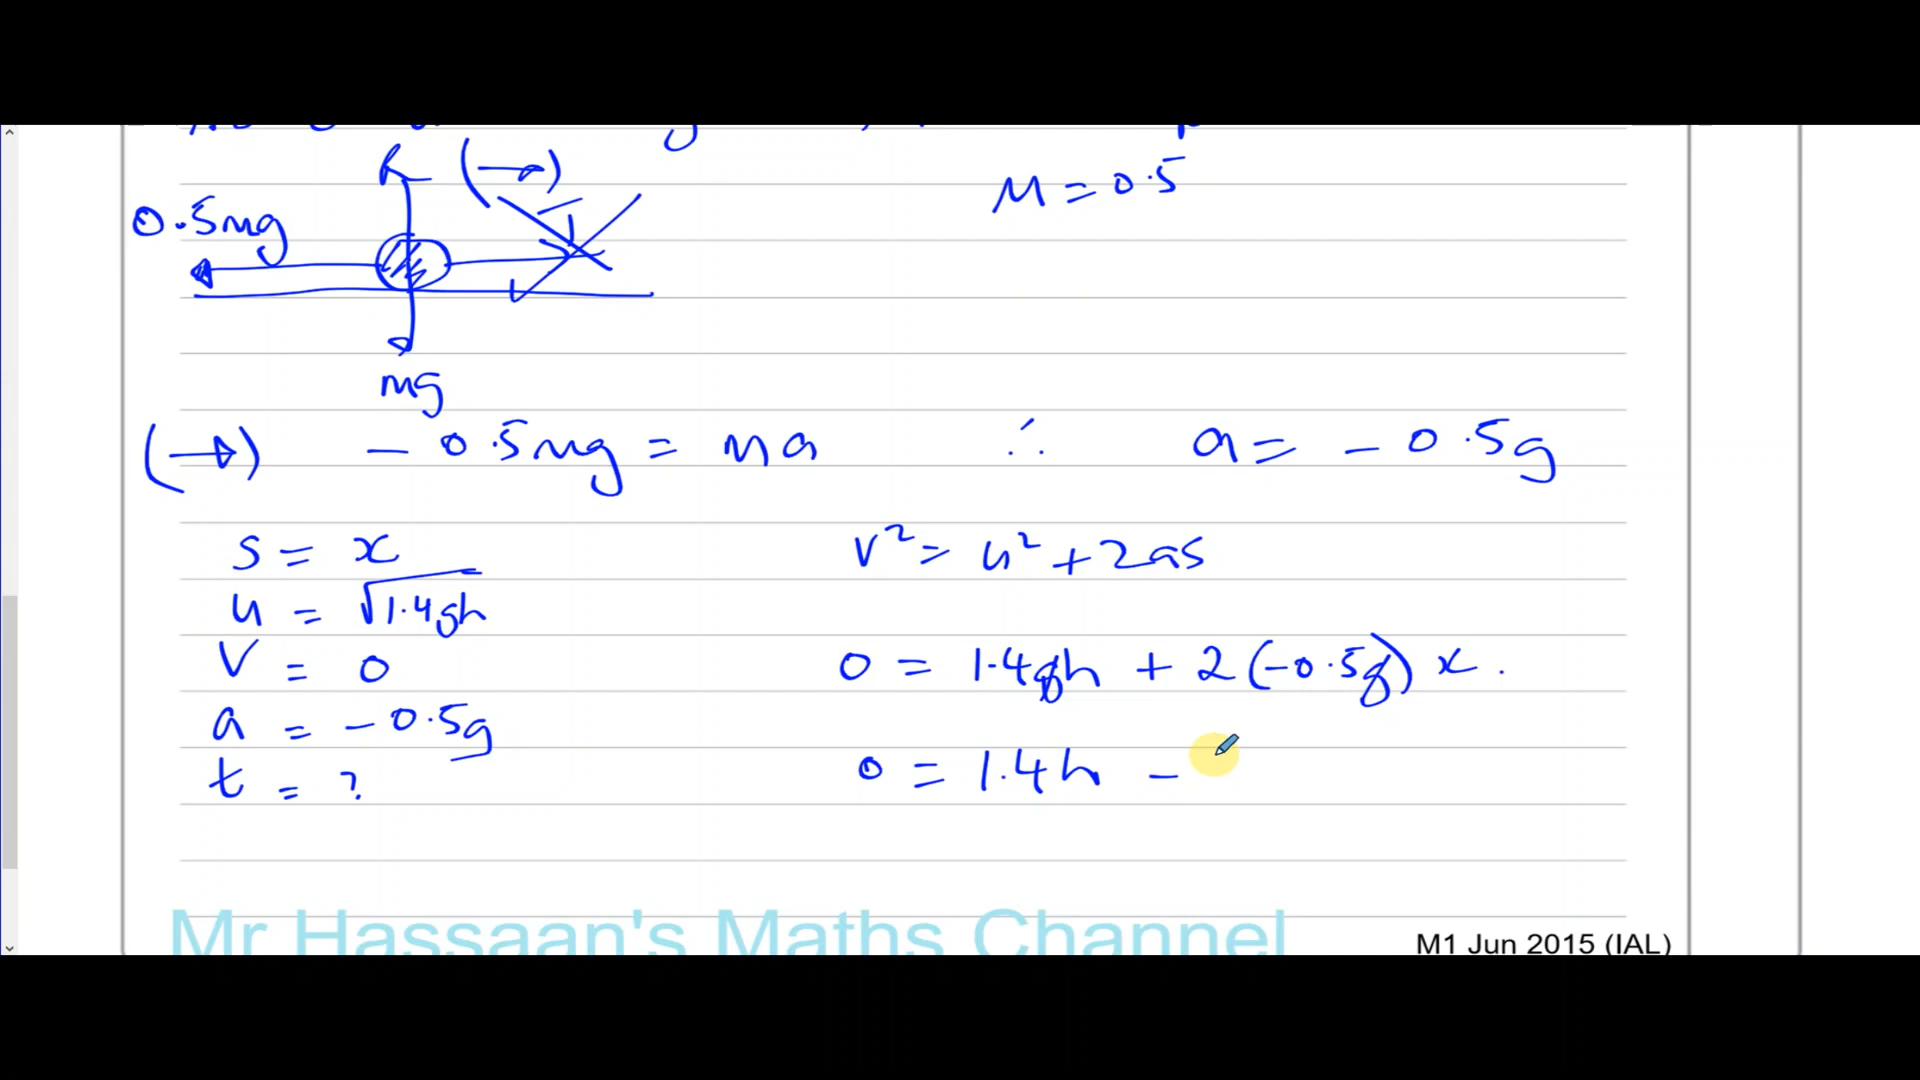 R (→)
μ = 0.5
0.5mg
T
mg
(→) - 0.5mg = ma ∴ a = - 0.5g
s = x
v² = u² + 2as
u = √1.4gh
v = 0
0 = 1.4gh + 2(-0.5g)x.
a = - 0.5g
t = ?
0 = 1.4h -
Mr Hassaan's Maths Channel
M1 Jun 2015 (IAL)